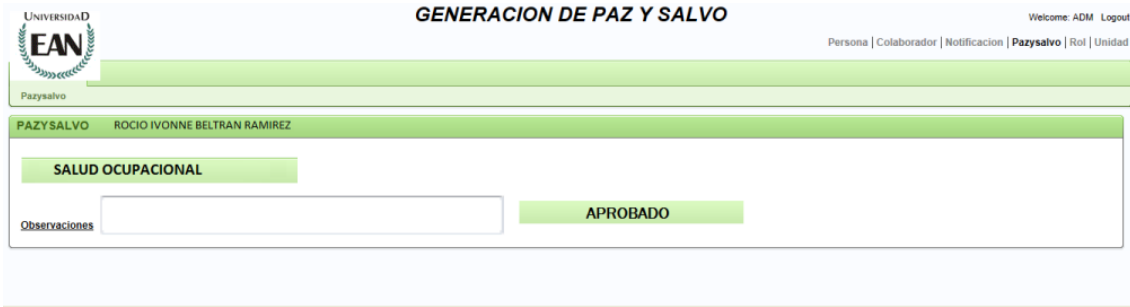 UNIVERSIDAD
EAN
GENERACION DE PAZ Y SALVO
Welcome: ADM Logout
Persona | Colaborador | Notificacion | Pazysalvo | Rol | Unidad
Pazysalvo
PAZYSALVO ROCIO IVONNE BELTRAN RAMIREZ
SALUD OCUPACIONAL
Observaciones
APROBADO